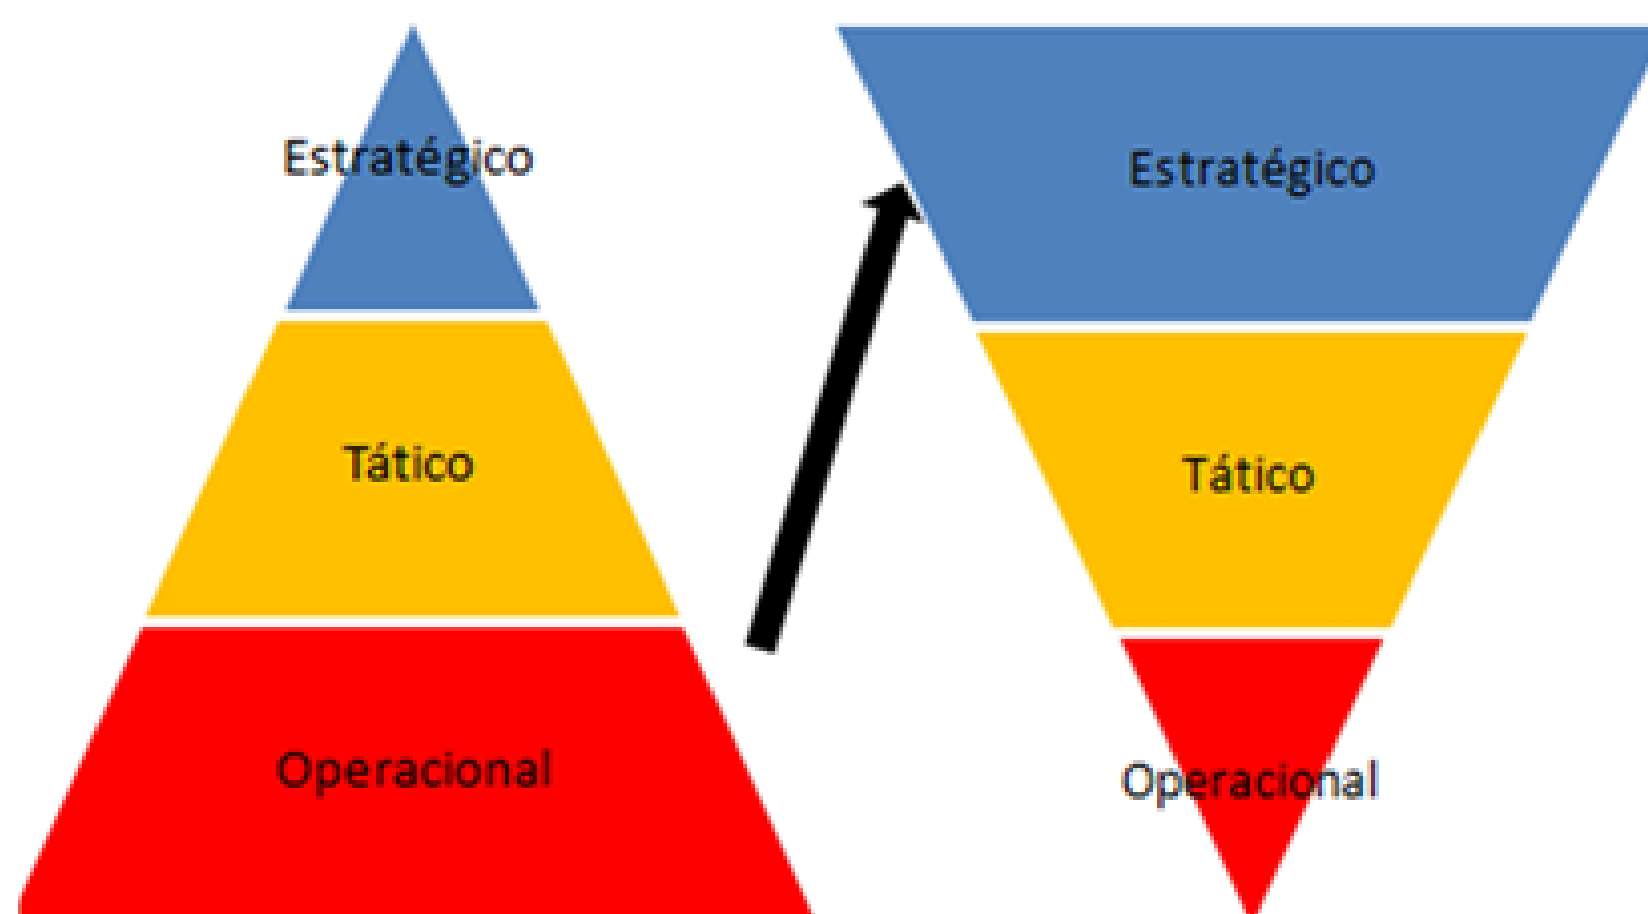 Estratégico
Tático
Operacional
Estratégico
Tático
Operacional